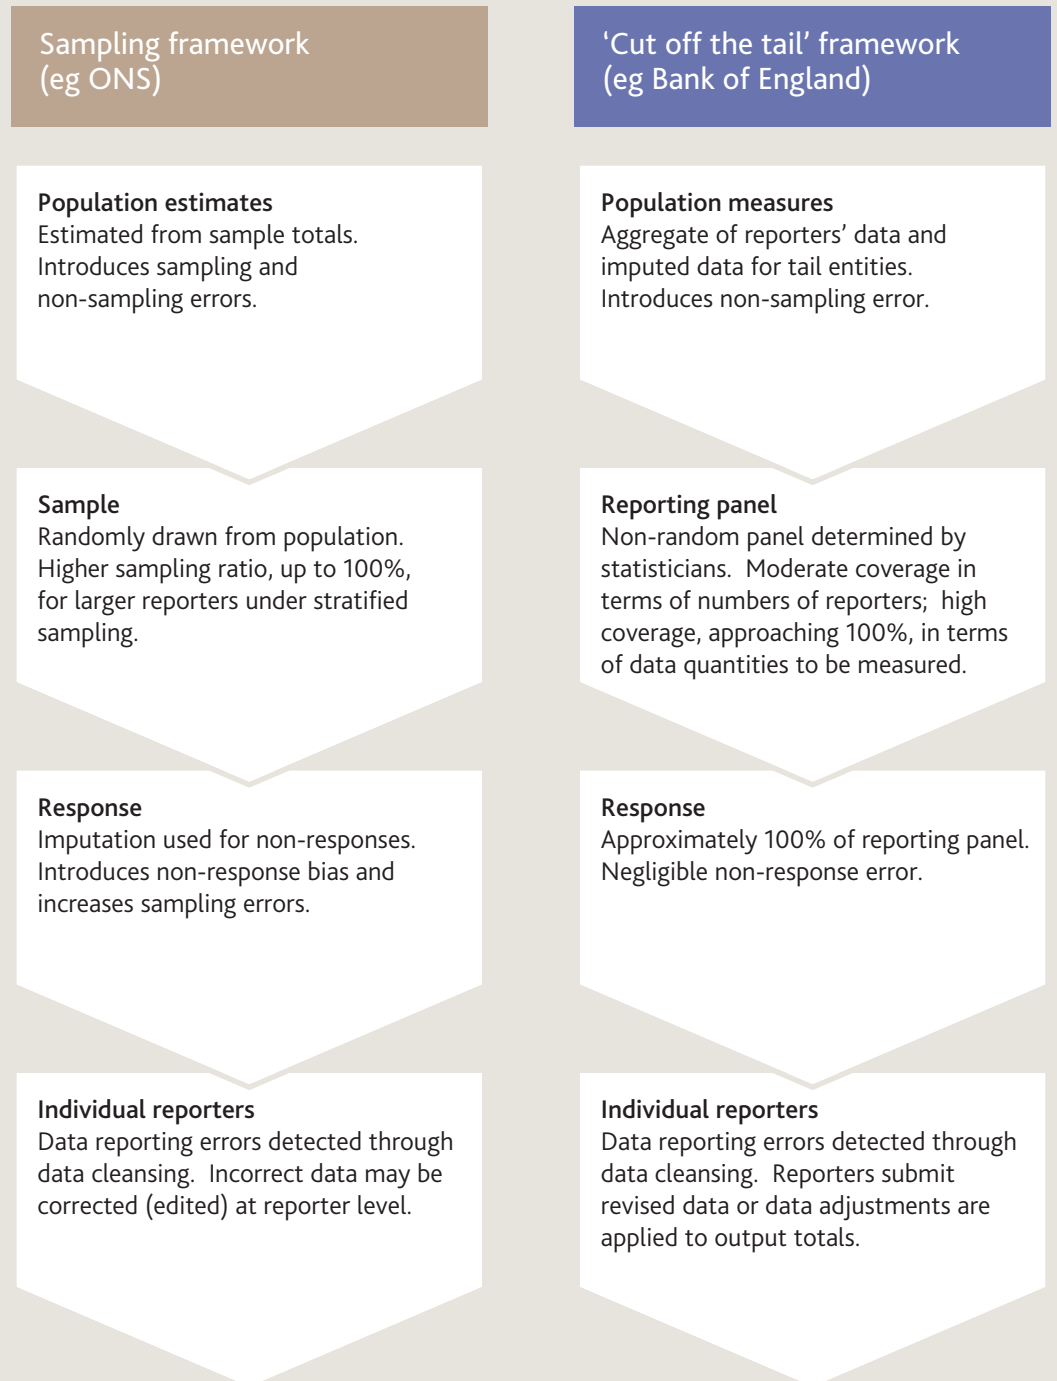 Sampling framework
(eg ONS)
‘Cut off the tail’ framework
(eg Bank of England)
Population estimates
Estimated from sample totals.
Introduces sampling and
non-sampling errors.
Population measures
Aggregate of reporters’ data and
imputed data for tail entities.
Introduces non-sampling error.
Sample
Randomly drawn from population.
Higher sampling ratio, up to 100%,
for larger reporters under stratified
sampling.
Reporting panel
Non-random panel determined by
statisticians.  Moderate coverage in
terms of numbers of reporters;  high
coverage, approaching 100%, in terms
of data quantities to be measured.
Response
Imputation used for non-responses.
Introduces non-response bias and
increases sampling errors.
Response
Approximately 100% of reporting panel.
Negligible non-response error.
Individual reporters
Data reporting errors detected through
data cleansing.  Incorrect data may be
corrected (edited) at reporter level.
Individual reporters
Data reporting errors detected through
data cleansing.  Reporters submit
revised data or data adjustments are
applied to output totals.